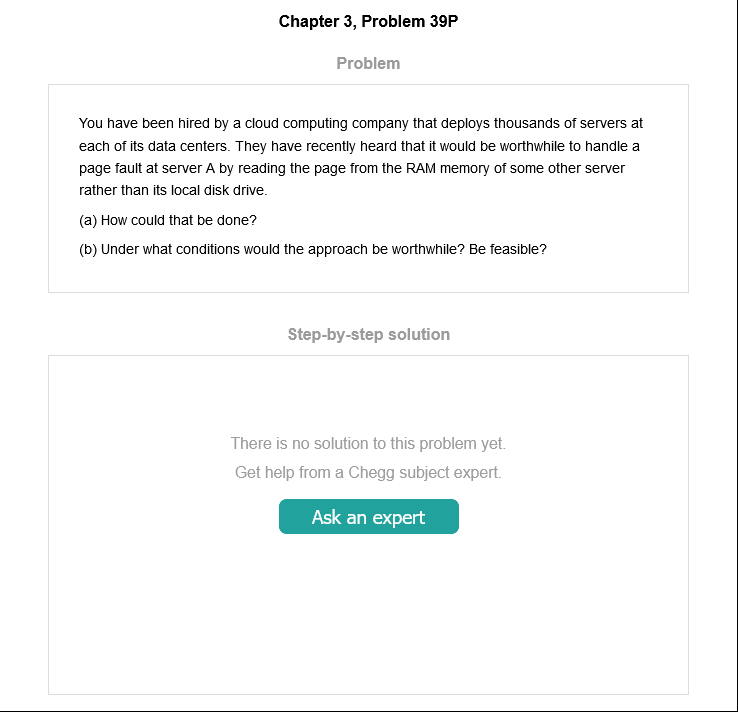 Chapter 3, Problem 39P
Problem
You have been hired by a cloud computing company that deploys thousands of servers at
each of its data centers. They have recently heard that it would be worthwhile to handle a
page fault at server A by reading the page from the RAM memory of some other server
rather than its local disk drive.
(a) How could that be done?
(b) Under what conditions would the approach be worthwhile? Be feasible?
Step-by-step solution
There is no solution to this problem yet.
Get help from a Chegg subject expert.
Ask an expert